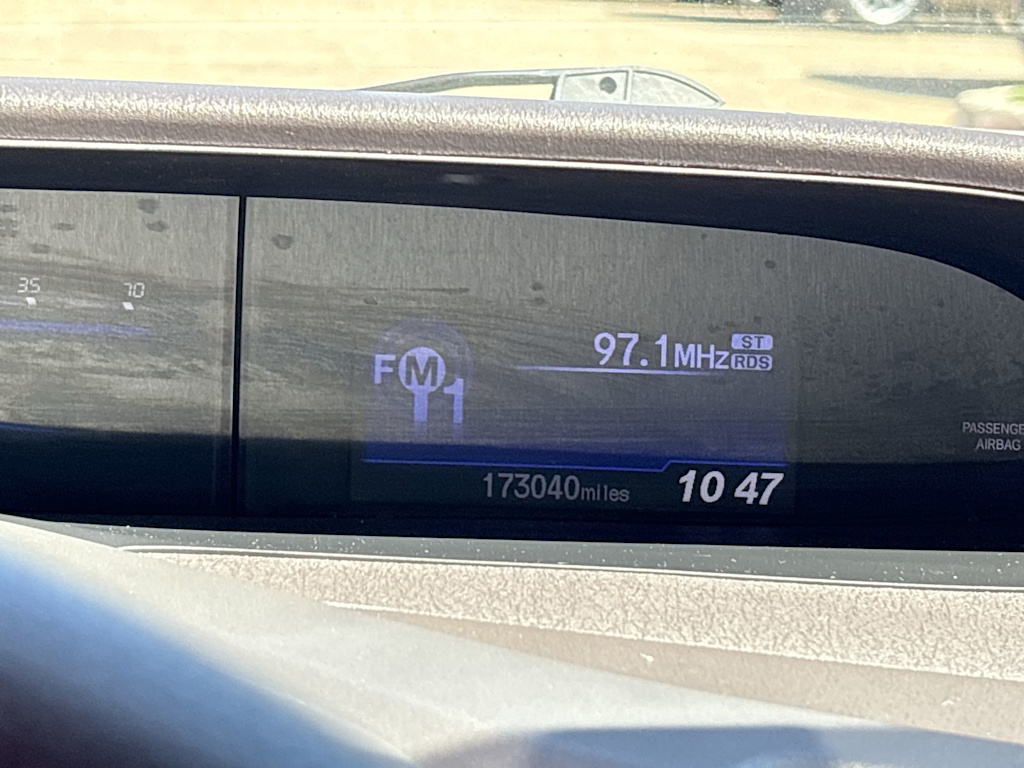 35 70
97.1MHz ST
RDS
FM1
PASSENGE
AIRBAG
173040miles 10 47